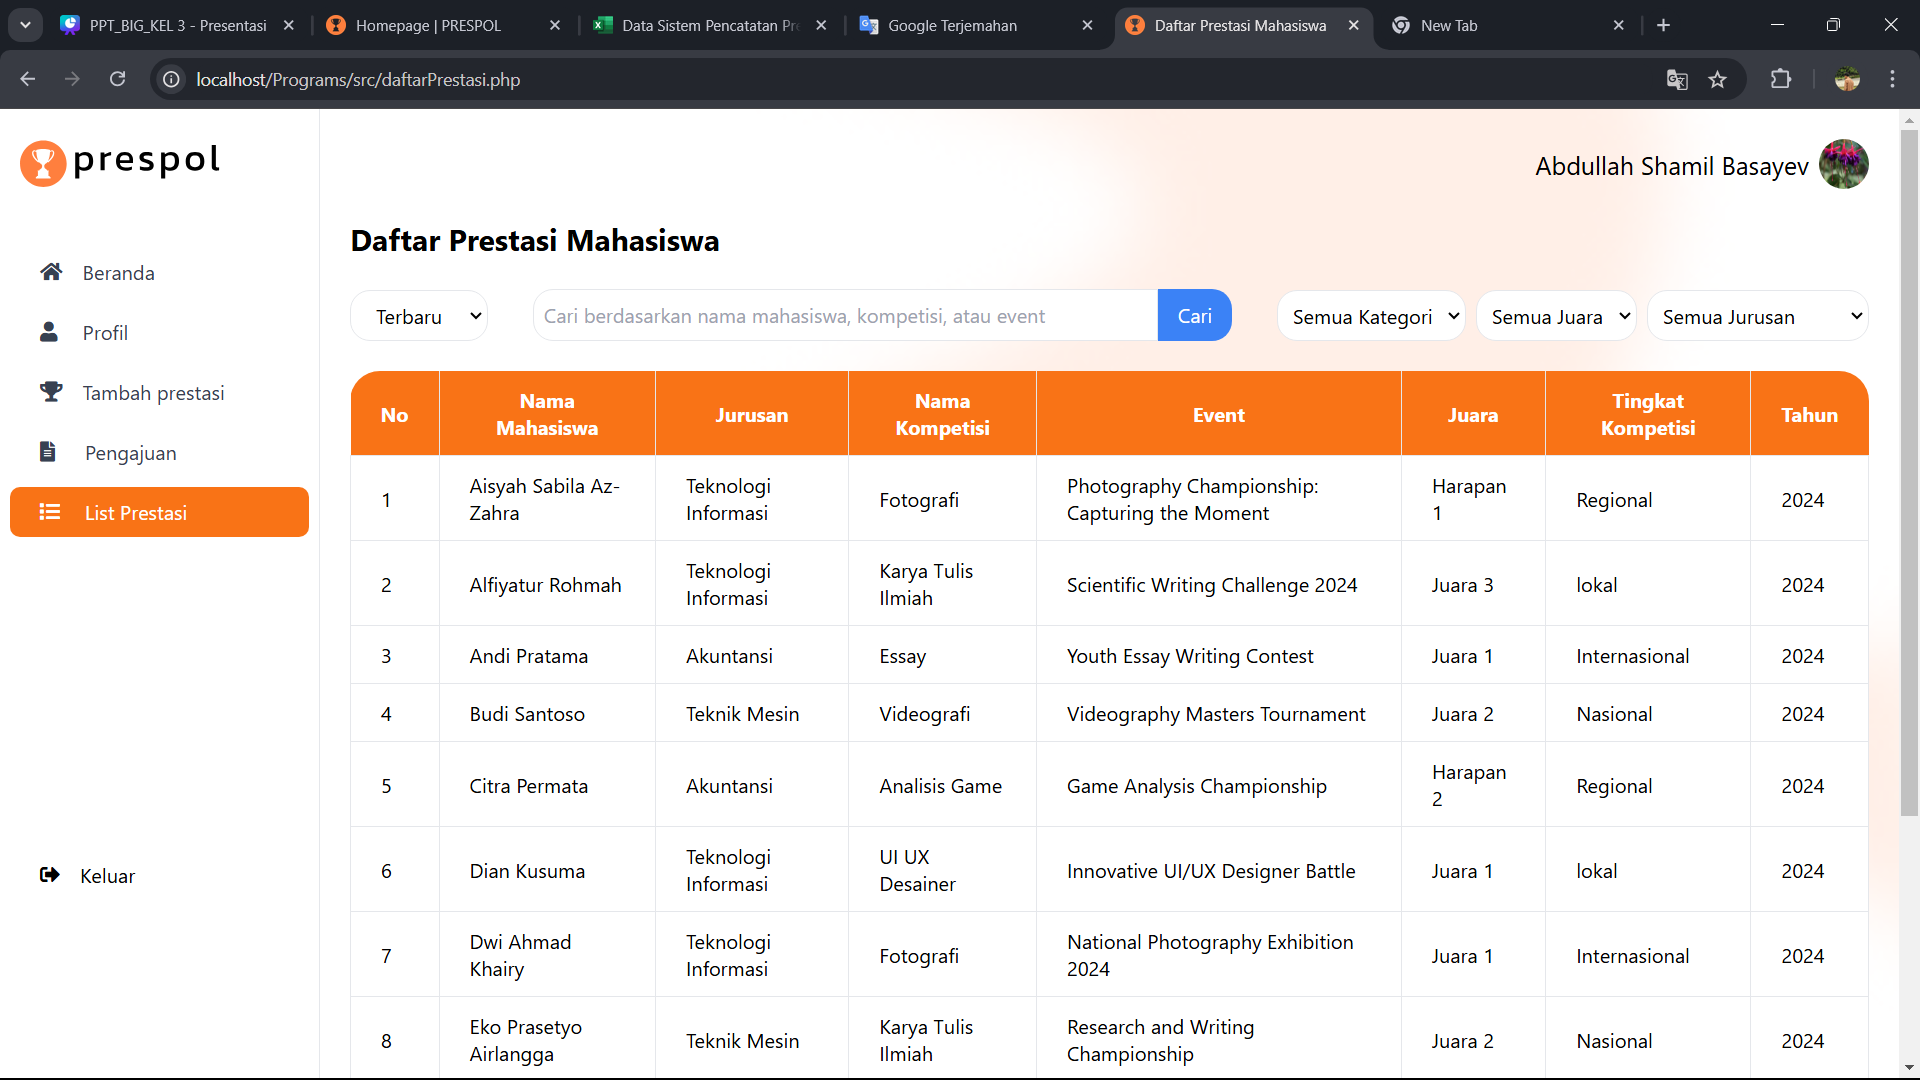 PPT_BIG_KEL 3 - Presentasi
Homepage | PRESPOL
Data Sistem Pencatatan Pre
Google Terjemahan
Daftar Prestasi Mahasiswa
New Tab
localhost/Programs/src/daftarPrestasi.php
prespol
Abdullah Shamil Basayev
Beranda
Profil
Tambah prestasi
Pengajuan
List Prestasi
Keluar
Daftar Prestasi Mahasiswa
Terbaru
Cari berdasarkan nama mahasiswa, kompetisi, atau event
Cari
Semua Kategori
Semua Juara
Semua Jurusan
No
Nama
Mahasiswa
Jurusan
Nama
Kompetisi
Event
Juara
Tingkat
Kompetisi
Tahun
1
Aisyah Sabila Az-
Zahra
Teknologi
Informasi
Fotografi
Photography Championship:
Capturing the Moment
Harapan
1
Regional
2024
2
Alfiyatur Rohmah
Teknologi
Informasi
Karya Tulis
Ilmiah
Scientific Writing Challenge 2024
Juara 3
lokal
2024
3
Andi Pratama
Akuntansi
Essay
Youth Essay Writing Contest
Juara 1
Internasional
2024
4
Budi Santoso
Teknik Mesin
Videografi
Videography Masters Tournament
Juara 2
Nasional
2024
5
Citra Permata
Akuntansi
Analisis Game
Game Analysis Championship
Harapan
2
Regional
2024
6
Dian Kusuma
Teknologi
Informasi
UI UX
Desainer
Innovative UI/UX Designer Battle
Juara 1
lokal
2024
7
Dwi Ahmad
Khairy
Teknologi
Informasi
Fotografi
National Photography Exhibition
2024
Juara 1
Internasional
2024
8
Eko Prasetyo
Airlangga
Teknik Mesin
Karya Tulis
Ilmiah
Research and Writing
Championship
Juara 2
Nasional
2024